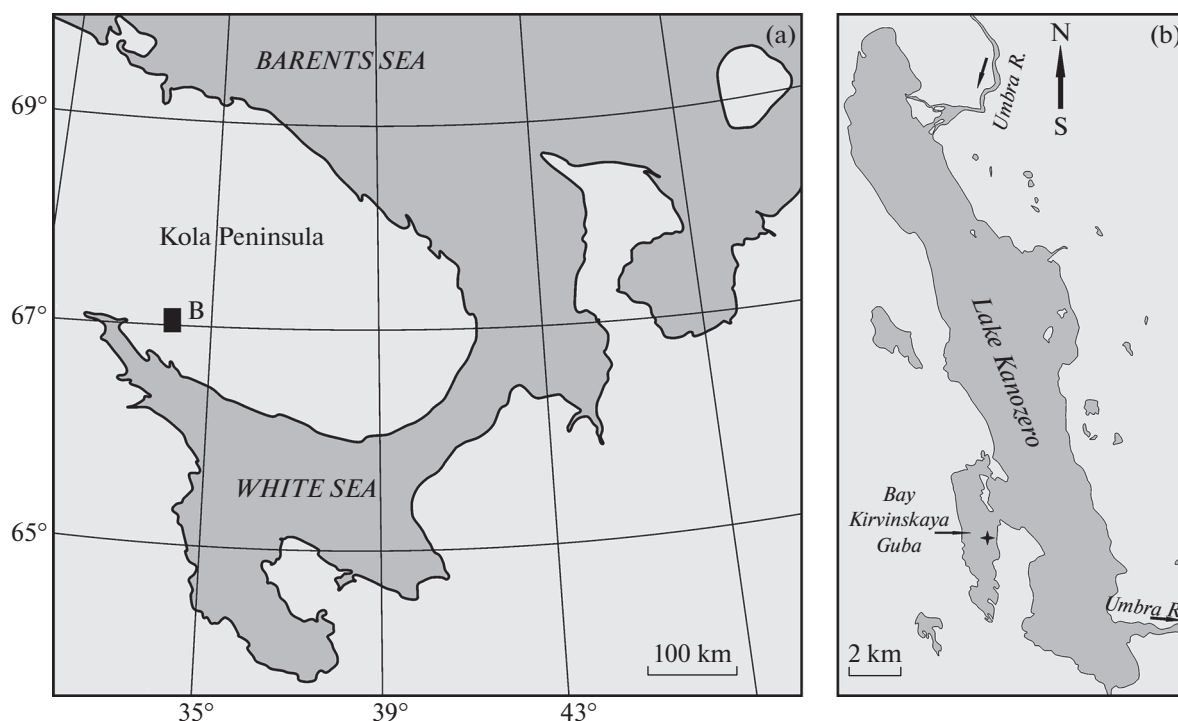 (a)
BARENTS SEA
69°
Kola Peninsula
B
67°
WHITE SEA
65°
100 km
35°
39°
43°
(b)
N
S
Umbra R.
Lake Kanozero
Bay
Kirvinskaya
Guba
Umbra R
2 km